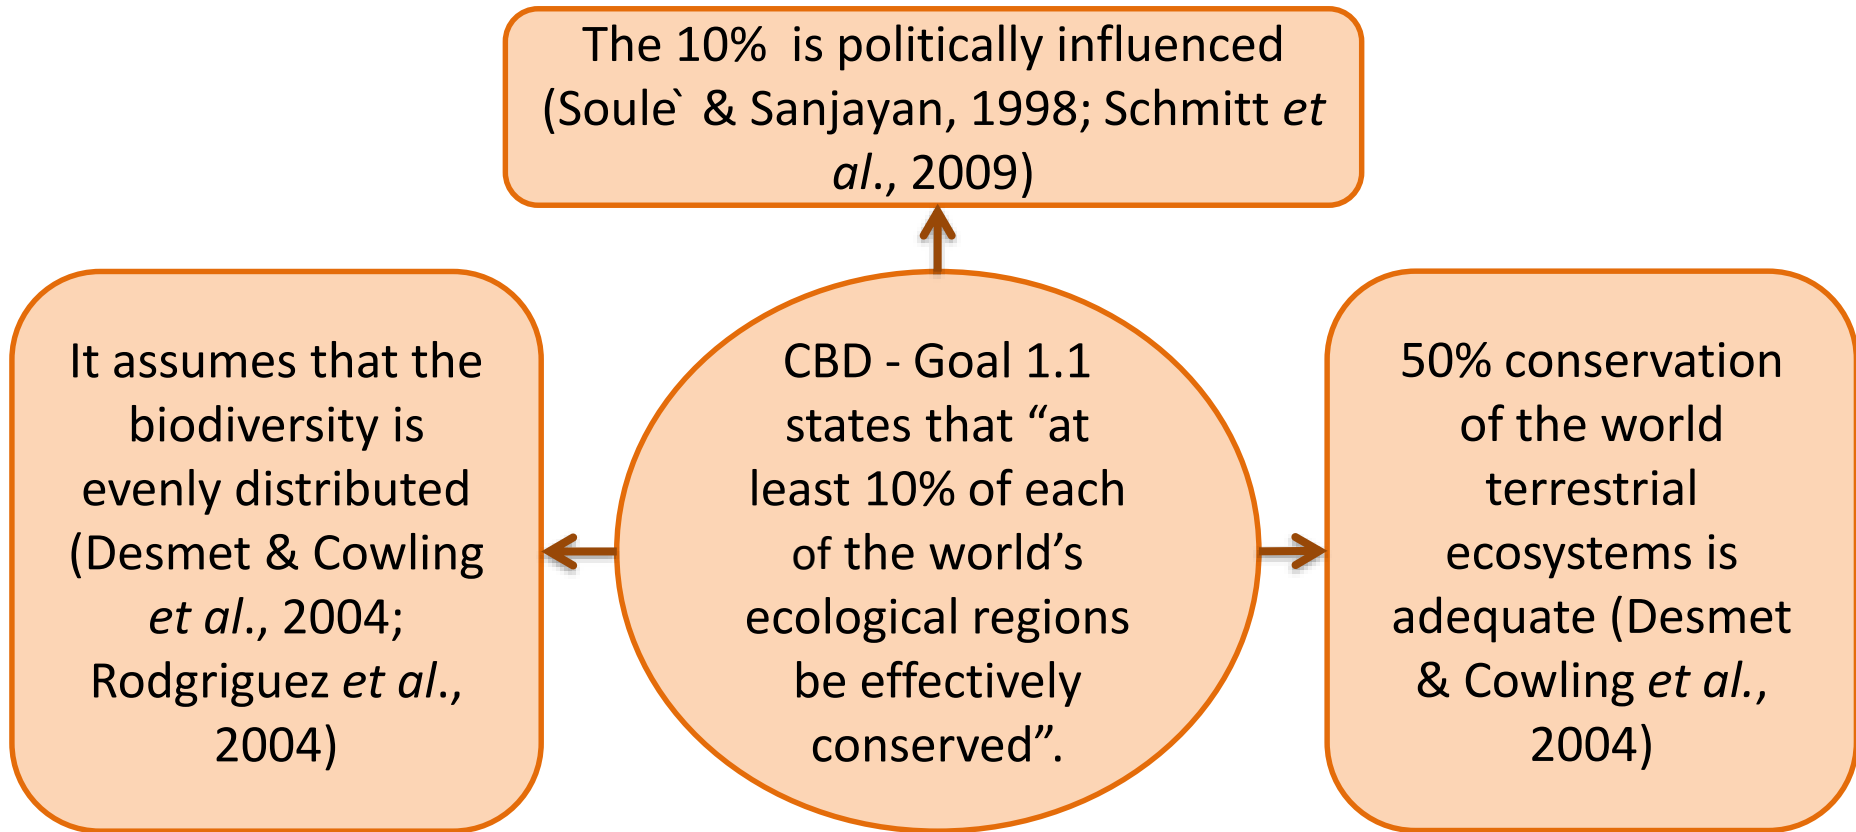 The 10%  is politically influenced
(Soule` & Sanjayan, 1998; Schmitt et
al., 2009)
It assumes that the
biodiversity is
evenly distributed
(Desmet & Cowling
et al., 2004;
Rodgriguez et al.,
2004)
CBD - Goal 1.1
states that “at
least 10% of each
of the world’s
ecological regions
be effectively
conserved”.
50% conservation
of the world
terrestrial
ecosystems is
adequate (Desmet
& Cowling et al.,
2004)